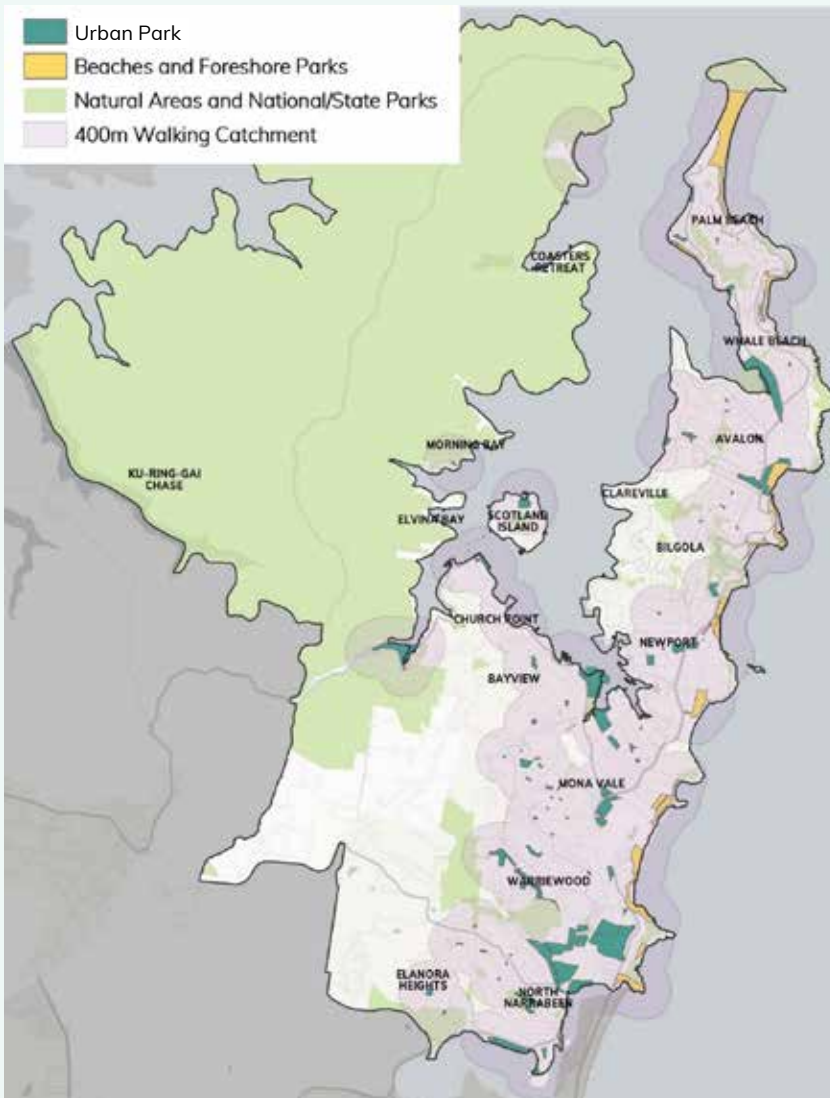 Urban Park
Beaches and Foreshore Parks
Natural Areas and National/State Parks
400m Walking Catchment
PALM BEACH
COASTERS
RETREAT
WHALE BEACH
AVALON
MORNING BAY
KU-RING-GAI
CHASE
CLAREVILLE
ELVINA BAY
SCOTLAND
ISLAND
BILGOLA
CHURCH POINT
NEWPORT
BAYVIEW
MONA VALE
WARRIEWOOD
ELANORA
HEIGHTS
NORTH
NARRABEEN